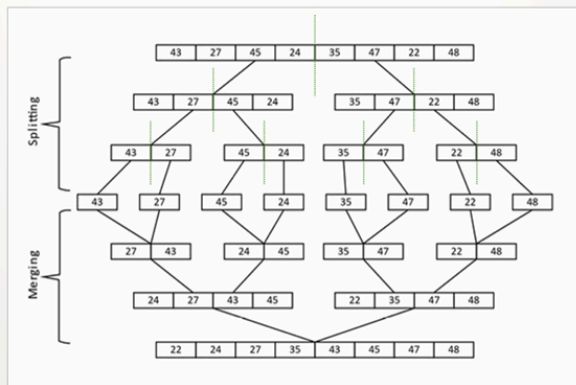 43 27 45 24 35 47 22 48
43 27 45 24 35 47 22 48
Splitting
43 27 45 24 35 47 22 48
43 27 45 24 35 47 22 48
27 43 24 45 35 47 22 48
Merging
24 27 43 45 22 35 47 48
22 24 27 35 43 45 47 48